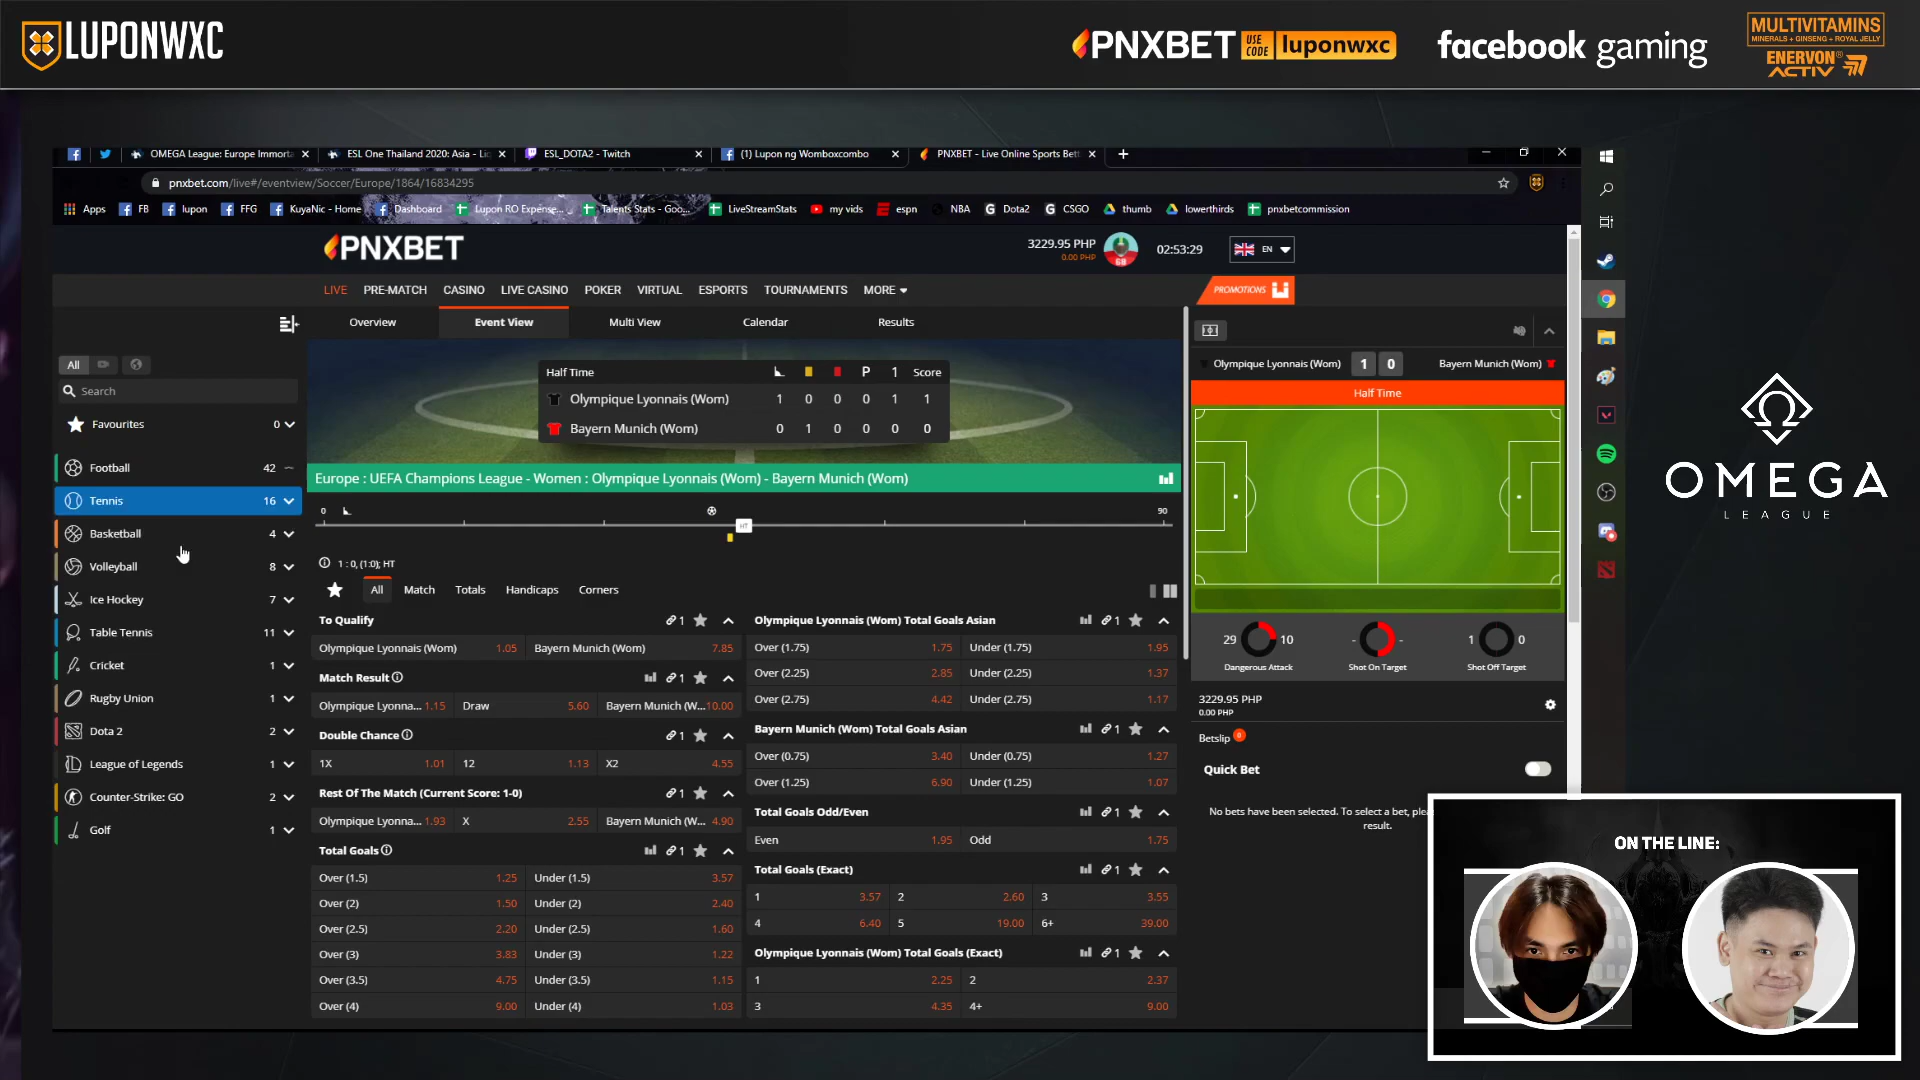 LUPONWXC
PNXBET USE CODE luponwxc
facebook gaming
MULTIVITAMINS
MINERALS + GINSENG + ROYAL JELLY
ENERVON®
ACTIV
OMEGA League: Europe Immorta
ESL One Thailand 2020: Asia - Liq
ESL_DOTA2 - Twitch
(1) Lupon ng Womboxcombo
PNXBET - Live Online Sports Bett
pnxbet.com/live#/eventview/Soccer/Europe/1864/16834295
Apps FB lupon FFG KuyaNic - Home Dashboard Lupon RO Expense... Talents Stats - Goo... LiveStreamStats my vids espn NBA Dota2 CSGO thumb lowerthirds pnxbetcommission
PNXBET
3229.95 PHP
0.00 PHP
02:53:29
EN
LIVE PRE-MATCH CASINO LIVE CASINO POKER VIRTUAL ESPORTS TOURNAMENTS MORE
PROMOTIONS
Overview Event View Multi View Calendar Results
All
Search
Favourites 0
Football 42
Tennis 16
Basketball 4
Volleyball 8
Ice Hockey 7
Table Tennis 11
Cricket 1
Rugby Union 1
Dota 2 2
League of Legends 1
Counter-Strike: GO 2
Golf 1
Half Time P 1 Score
Olympique Lyonnais (Wom) 1 0 0 0 1 1
Bayern Munich (Wom) 0 1 0 0 0 0
Europe : UEFA Champions League - Women : Olympique Lyonnais (Wom) - Bayern Munich (Wom)
0 90
HT
1 : 0, (1:0); HT
All Match Totals Handicaps Corners
To Qualify 1
Olympique Lyonnais (Wom) 1.05 Bayern Munich (Wom) 7.85
Match Result 1
Olympique Lyonna... 1.15 Draw 5.60 Bayern Munich (W... 10.00
Double Chance 1
1X 1.01 12 1.13 X2 4.55
Rest Of The Match (Current Score: 1-0) 1
Olympique Lyonna... 1.93 X 2.55 Bayern Munich (W... 4.90
Total Goals 1
Over (1.5) 1.25 Under (1.5) 3.57
Over (2) 1.50 Under (2) 2.40
Over (2.5) 2.20 Under (2.5) 1.60
Over (3) 3.83 Under (3) 1.22
Over (3.5) 4.75 Under (3.5) 1.15
Over (4) 9.00 Under (4) 1.03
Olympique Lyonnais (Wom) Total Goals Asian 1
Over (1.75) 1.75 Under (1.75) 1.95
Over (2.25) 2.85 Under (2.25) 1.37
Over (2.75) 4.42 Under (2.75) 1.17
Bayern Munich (Wom) Total Goals Asian 1
Over (0.75) 3.40 Under (0.75) 1.27
Over (1.25) 6.90 Under (1.25) 1.07
Total Goals Odd/Even 1
Even 1.95 Odd 1.75
Total Goals (Exact) 1
1 3.57 2 2.60 3 3.55
4 6.40 5 19.00 6+ 39.00
Olympique Lyonnais (Wom) Total Goals (Exact) 1
1 2.25 2 2.37
3 4.35 4+ 9.00
Olympique Lyonnais (Wom) 1 0 Bayern Munich (Wom)
Half Time
29 10 - - 1 0
Dangerous Attack Shot On Target Shot Off Target
3229.95 PHP
0.00 PHP
Betslip 0
Quick Bet
No bets have been selected. To select a bet, plea
result.
OMEGA
LEAGUE
ON THE LINE: